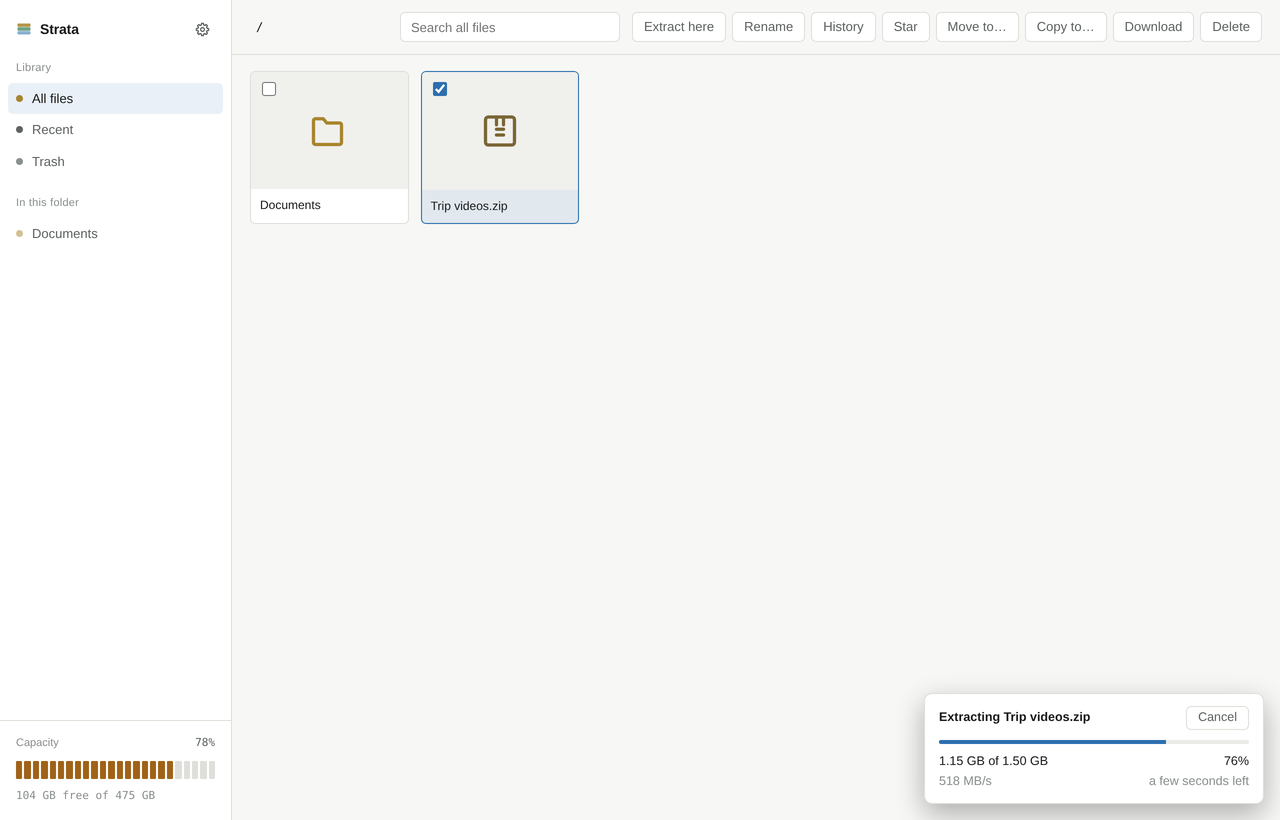 Strata
Library
All files
Recent
Trash
In this folder
Documents
Capacity 78%
104 GB free of 475 GB
/
Search all files
Extract here
Rename
History
Star
Move to…
Copy to…
Download
Delete
Documents
Trip videos.zip
Extracting Trip videos.zip
Cancel
1.15 GB of 1.50 GB 76%
518 MB/s a few seconds left